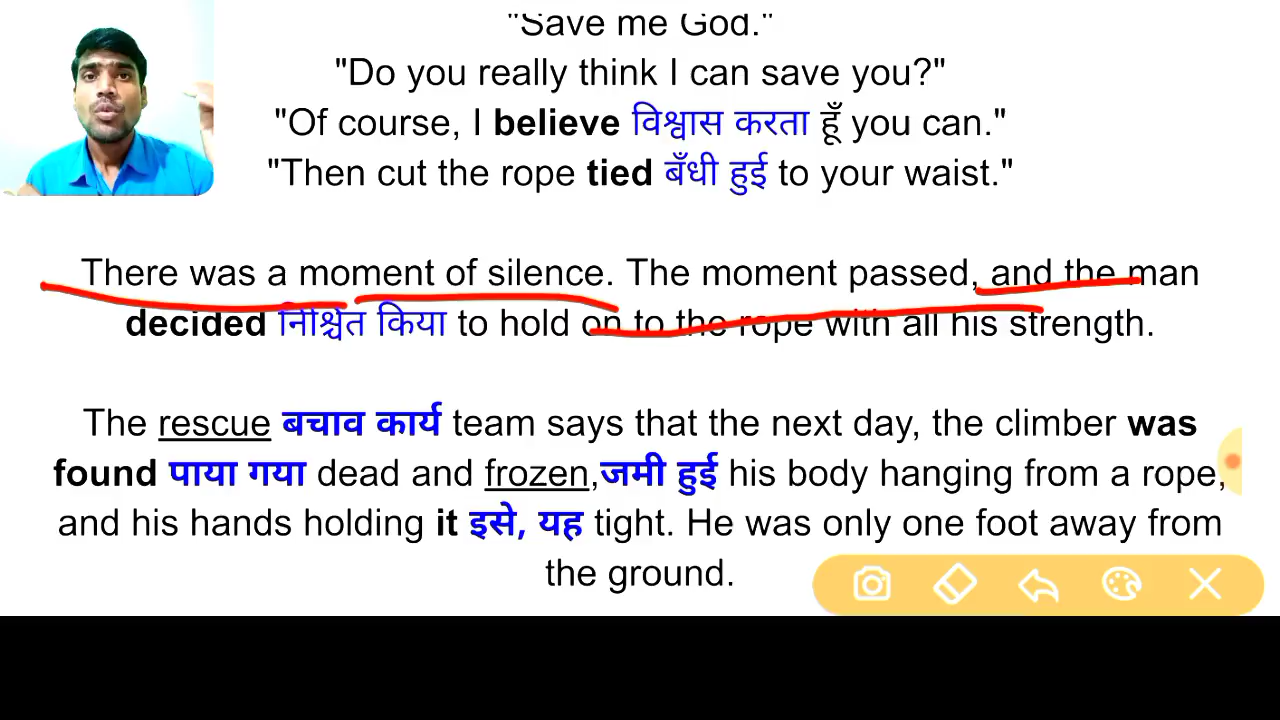 "Save me God."
"Do you really think I can save you?"
"Of course, I believe विश्वास करता हूँ you can."
"Then cut the rope tied बँधी हुई to your waist."
There was a moment of silence. The moment passed, and the man
decided निश्चित किया to hold on to the rope with all his strength.
The rescue बचाव कार्य team says that the next day, the climber was
found पाया गया dead and frozen,जमी हुई his body hanging from a rope,
and his hands holding it इसे, यह tight. He was only one foot away from
the ground.